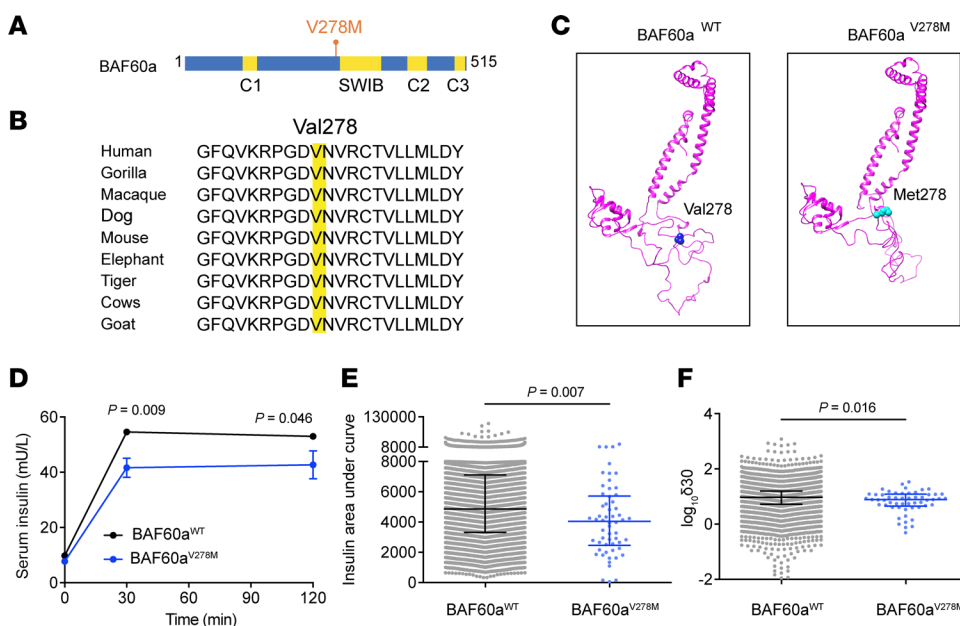 A
V278M
BAF60a
1
515
C1
SWIB
C2
C3
B
Val278
Human GFQVKRPGDVNVRCTVLLMLDY
Gorilla GFQVKRPGDVNVRCTVLLMLDY
Macaque GFQVKRPGDVNVRCTVLLMLDY
Dog GFQVKRPGDVNVRCTVLLMLDY
Mouse GFQVKRPGDVNVRCTVLLMLDY
Elephant GFQVKRPGDVNVRCTVLLMLDY
Tiger GFQVKRPGDVNVRCTVLLMLDY
Cows GFQVKRPGDVNVRCTVLLMLDY
Goat GFQVKRPGDVNVRCTVLLMLDY
C
BAF60a WT
BAF60a V278M
Val278
Met278
D
P = 0.009
P = 0.046
Serum insulin (mU/L)
60
40
20
0
BAF60aWT
BAF60aV278M
0 30 60 90 120
Time (min)
E
P = 0.007
Insulin area under curve
130000
8000
8000
6000
4000
2000
0
BAF60aWT
BAF60aV278M
F
P = 0.016
log10δ30
4
2
0
-2
BAF60aWT
BAF60aV278M